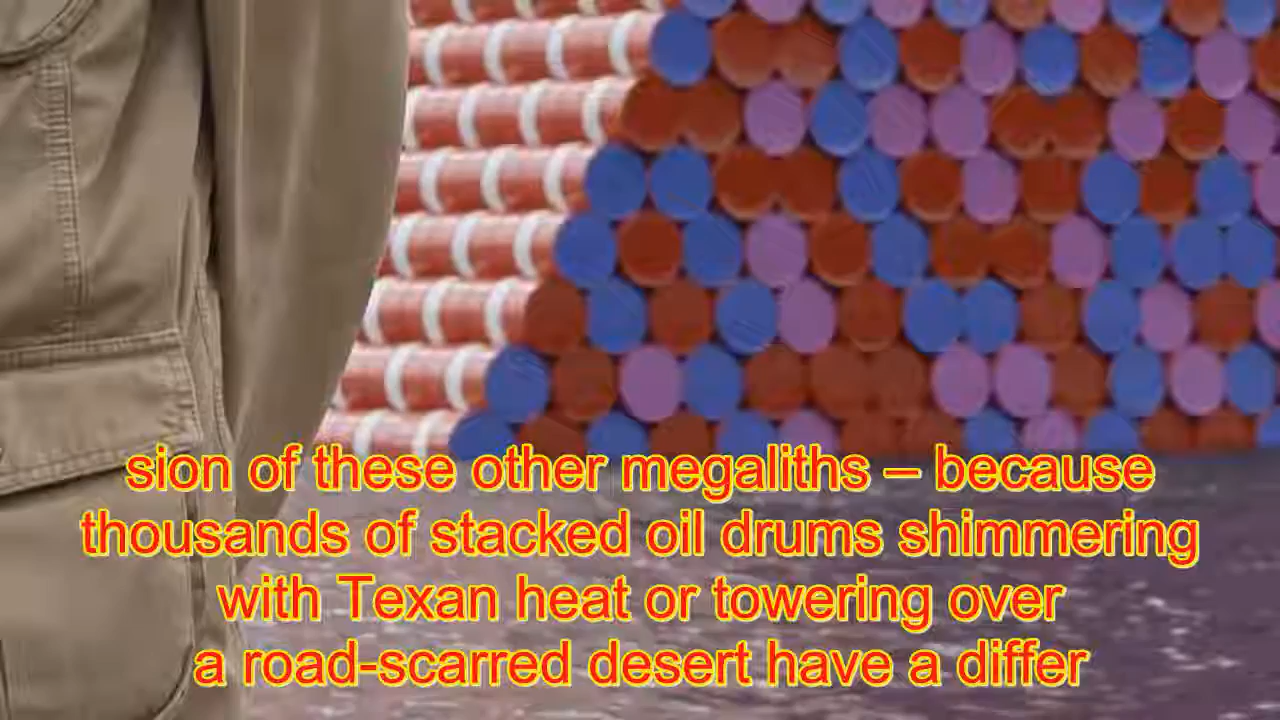 sion of these other megaliths – because
thousands of stacked oil drums shimmering
with Texan heat or towering over
a road-scarred desert have a differ